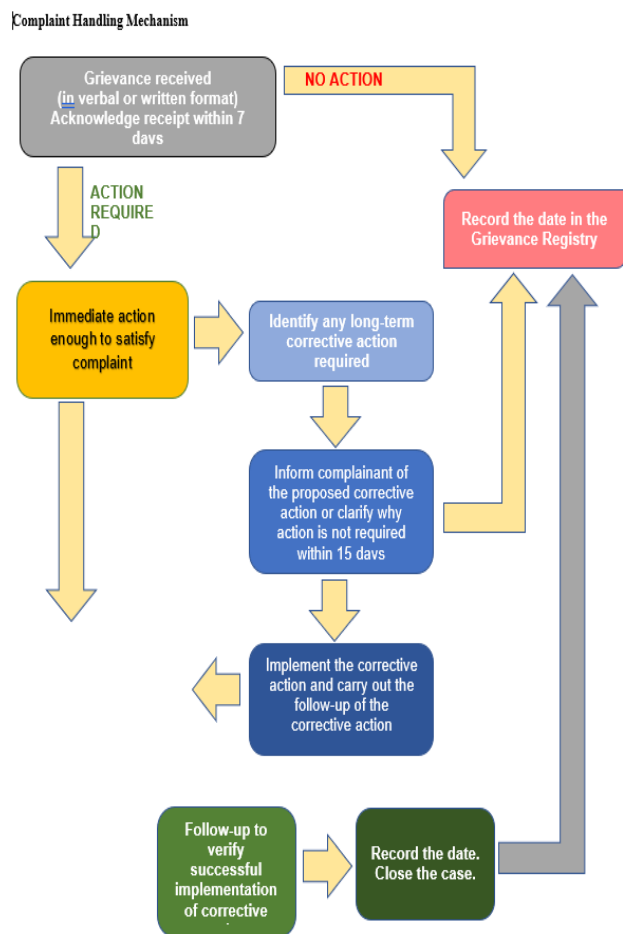 Complaint Handling Mechanism
Grievance received
(in verbal or written format)
Acknowledge receipt within 7
days
NO ACTION
ACTION
REQUIRE
D
Record the date in the
Grievance Registry
Immediate action
enough to satisfy
complaint
Identify any long-term
corrective action
required
Inform complainant of
the proposed corrective
action or clarify why
action is not required
within 15 days
Implement the corrective
action and carry out the
follow-up of the
corrective action
Follow-up to
verify
successful
implementation
of corrective
Record the date.
Close the case.